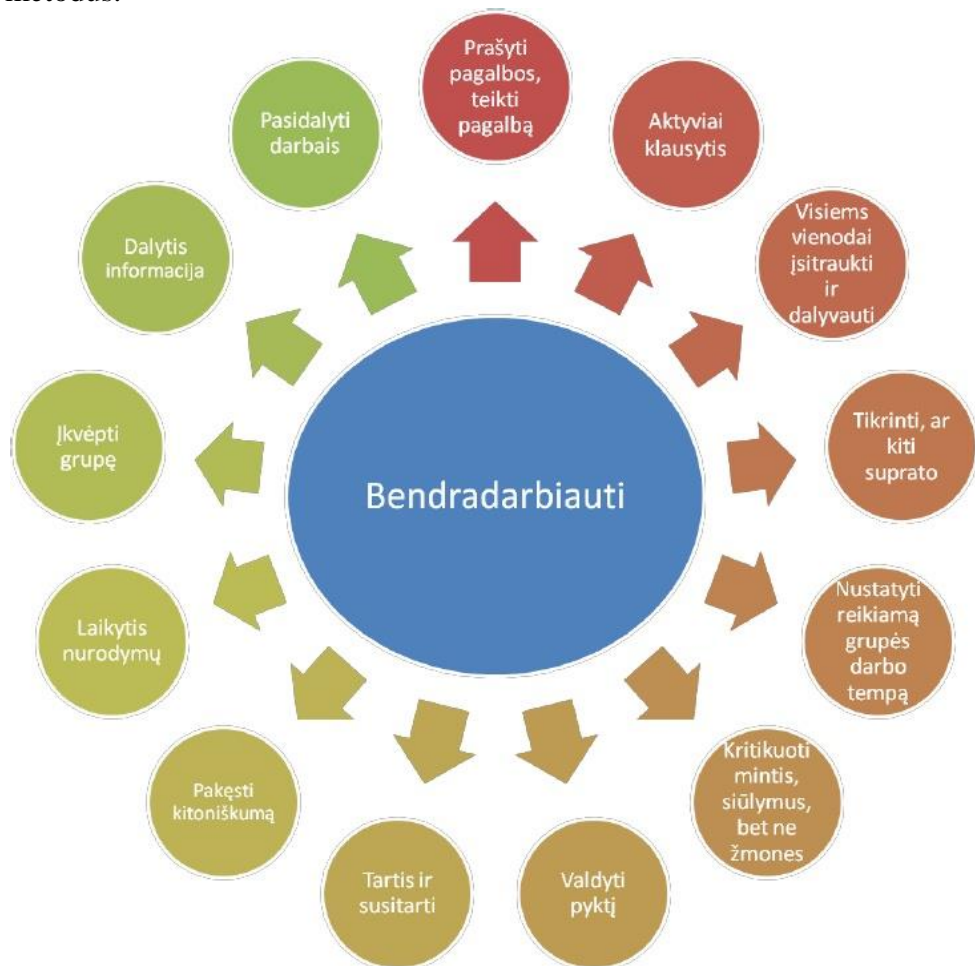 metodus.
Prašyti
pagalbos,
teikti
pagalbą
Aktyviai
klausytis
Visiems
vienodai
įsitraukti
ir
dalyvauti
Tikrinti, ar
kiti
suprato
Nustatyti
reikiamą
grupės
darbo
tempą
Kritikuoti
mintis,
siūlymus,
bet ne
žmones
Valdyti
pyktį
Tartis ir
susitarti
Pakęsti
kitoniškumą
Laikytis
nurodymų
Įkvėpti
grupę
Dalytis
informacija
Pasidalyti
darbais
Bendradarbiauti